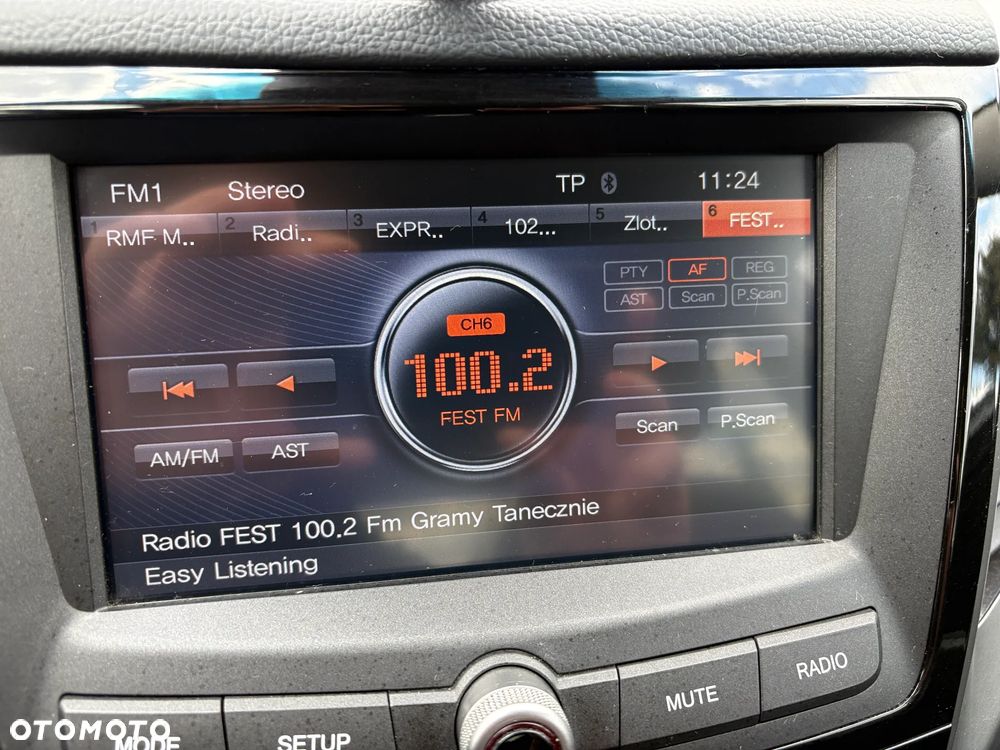 FM1 Stereo TP 11:24
1 RMF M.. 2 Radi.. 3 EXPR.. 4 102... 5 Zlot.. 6 FEST..
PTY AF REG
AST Scan P.Scan
CH6
100.2
FEST FM
Scan P.Scan
AM/FM AST
Radio FEST 100.2 Fm Gramy Tanecznie
Easy Listening
MODE SETUP MUTE RADIO
OTOMOTO